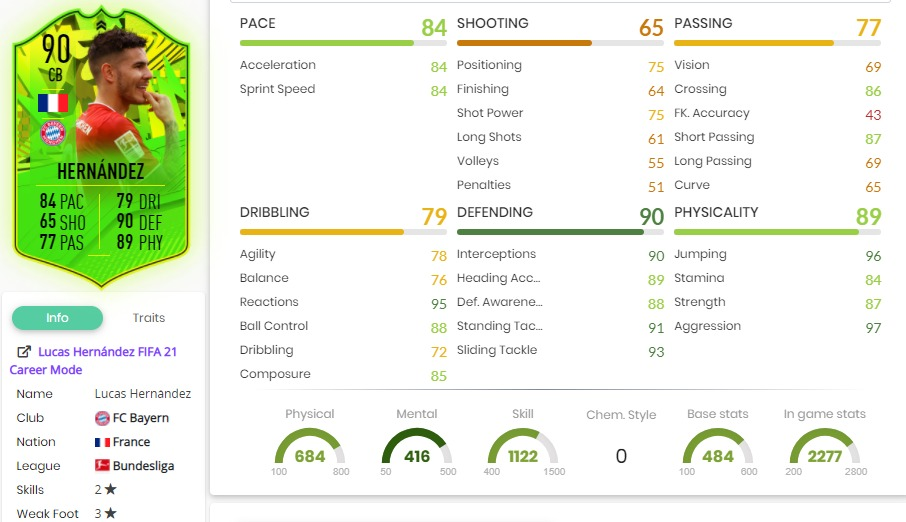 90
CB
HERNÁNDEZ
84 PAC 79 DRI
65 SHO 90 DEF
77 PAS 89 PHY
Info Traits
Lucas Hernández FIFA 21
Career Mode
Name Lucas Hernández
Club FC Bayern
Nation France
League Bundesliga
Skills 2★
Weak Foot 3★
PACE 84
Acceleration 84
Sprint Speed 84
SHOOTING 65
Positioning 75
Finishing 64
Shot Power 75
Long Shots 61
Volleys 55
Penalties 51
PASSING 77
Vision 69
Crossing 86
FK. Accuracy 43
Short Passing 87
Long Passing 69
Curve 65
DRIBBLING 79
Agility 78
Balance 76
Reactions 95
Ball Control 88
Dribbling 72
Composure 85
DEFENDING 90
Interceptions 90
Heading Acc... 89
Def. Awarene... 88
Standing Tac... 91
Sliding Tackle 93
PHYSICALITY 89
Jumping 96
Stamina 84
Strength 87
Aggression 97
Physical
684
100 800
Mental
416
50 500
Skill
1122
400 1500
Chem. Style
0
Base stats
484
100 600
In game stats
2277
200 2800